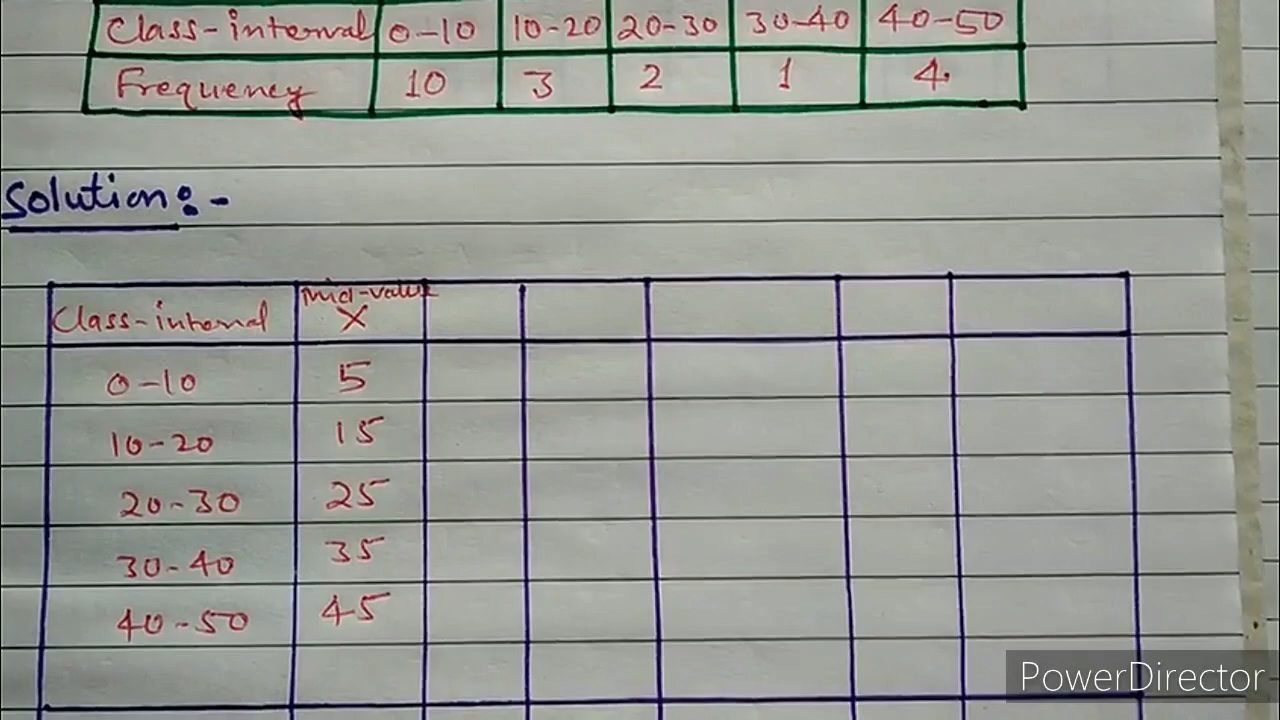 Class-interval 0-10 10-20 20-30 30-40 40-50
Frequency 10 3 2 1 4
Solution:-
Class-interval Mid-value X
0-10 5
10-20 15
20-30 25
30-40 35
40-50 45
PowerDirector